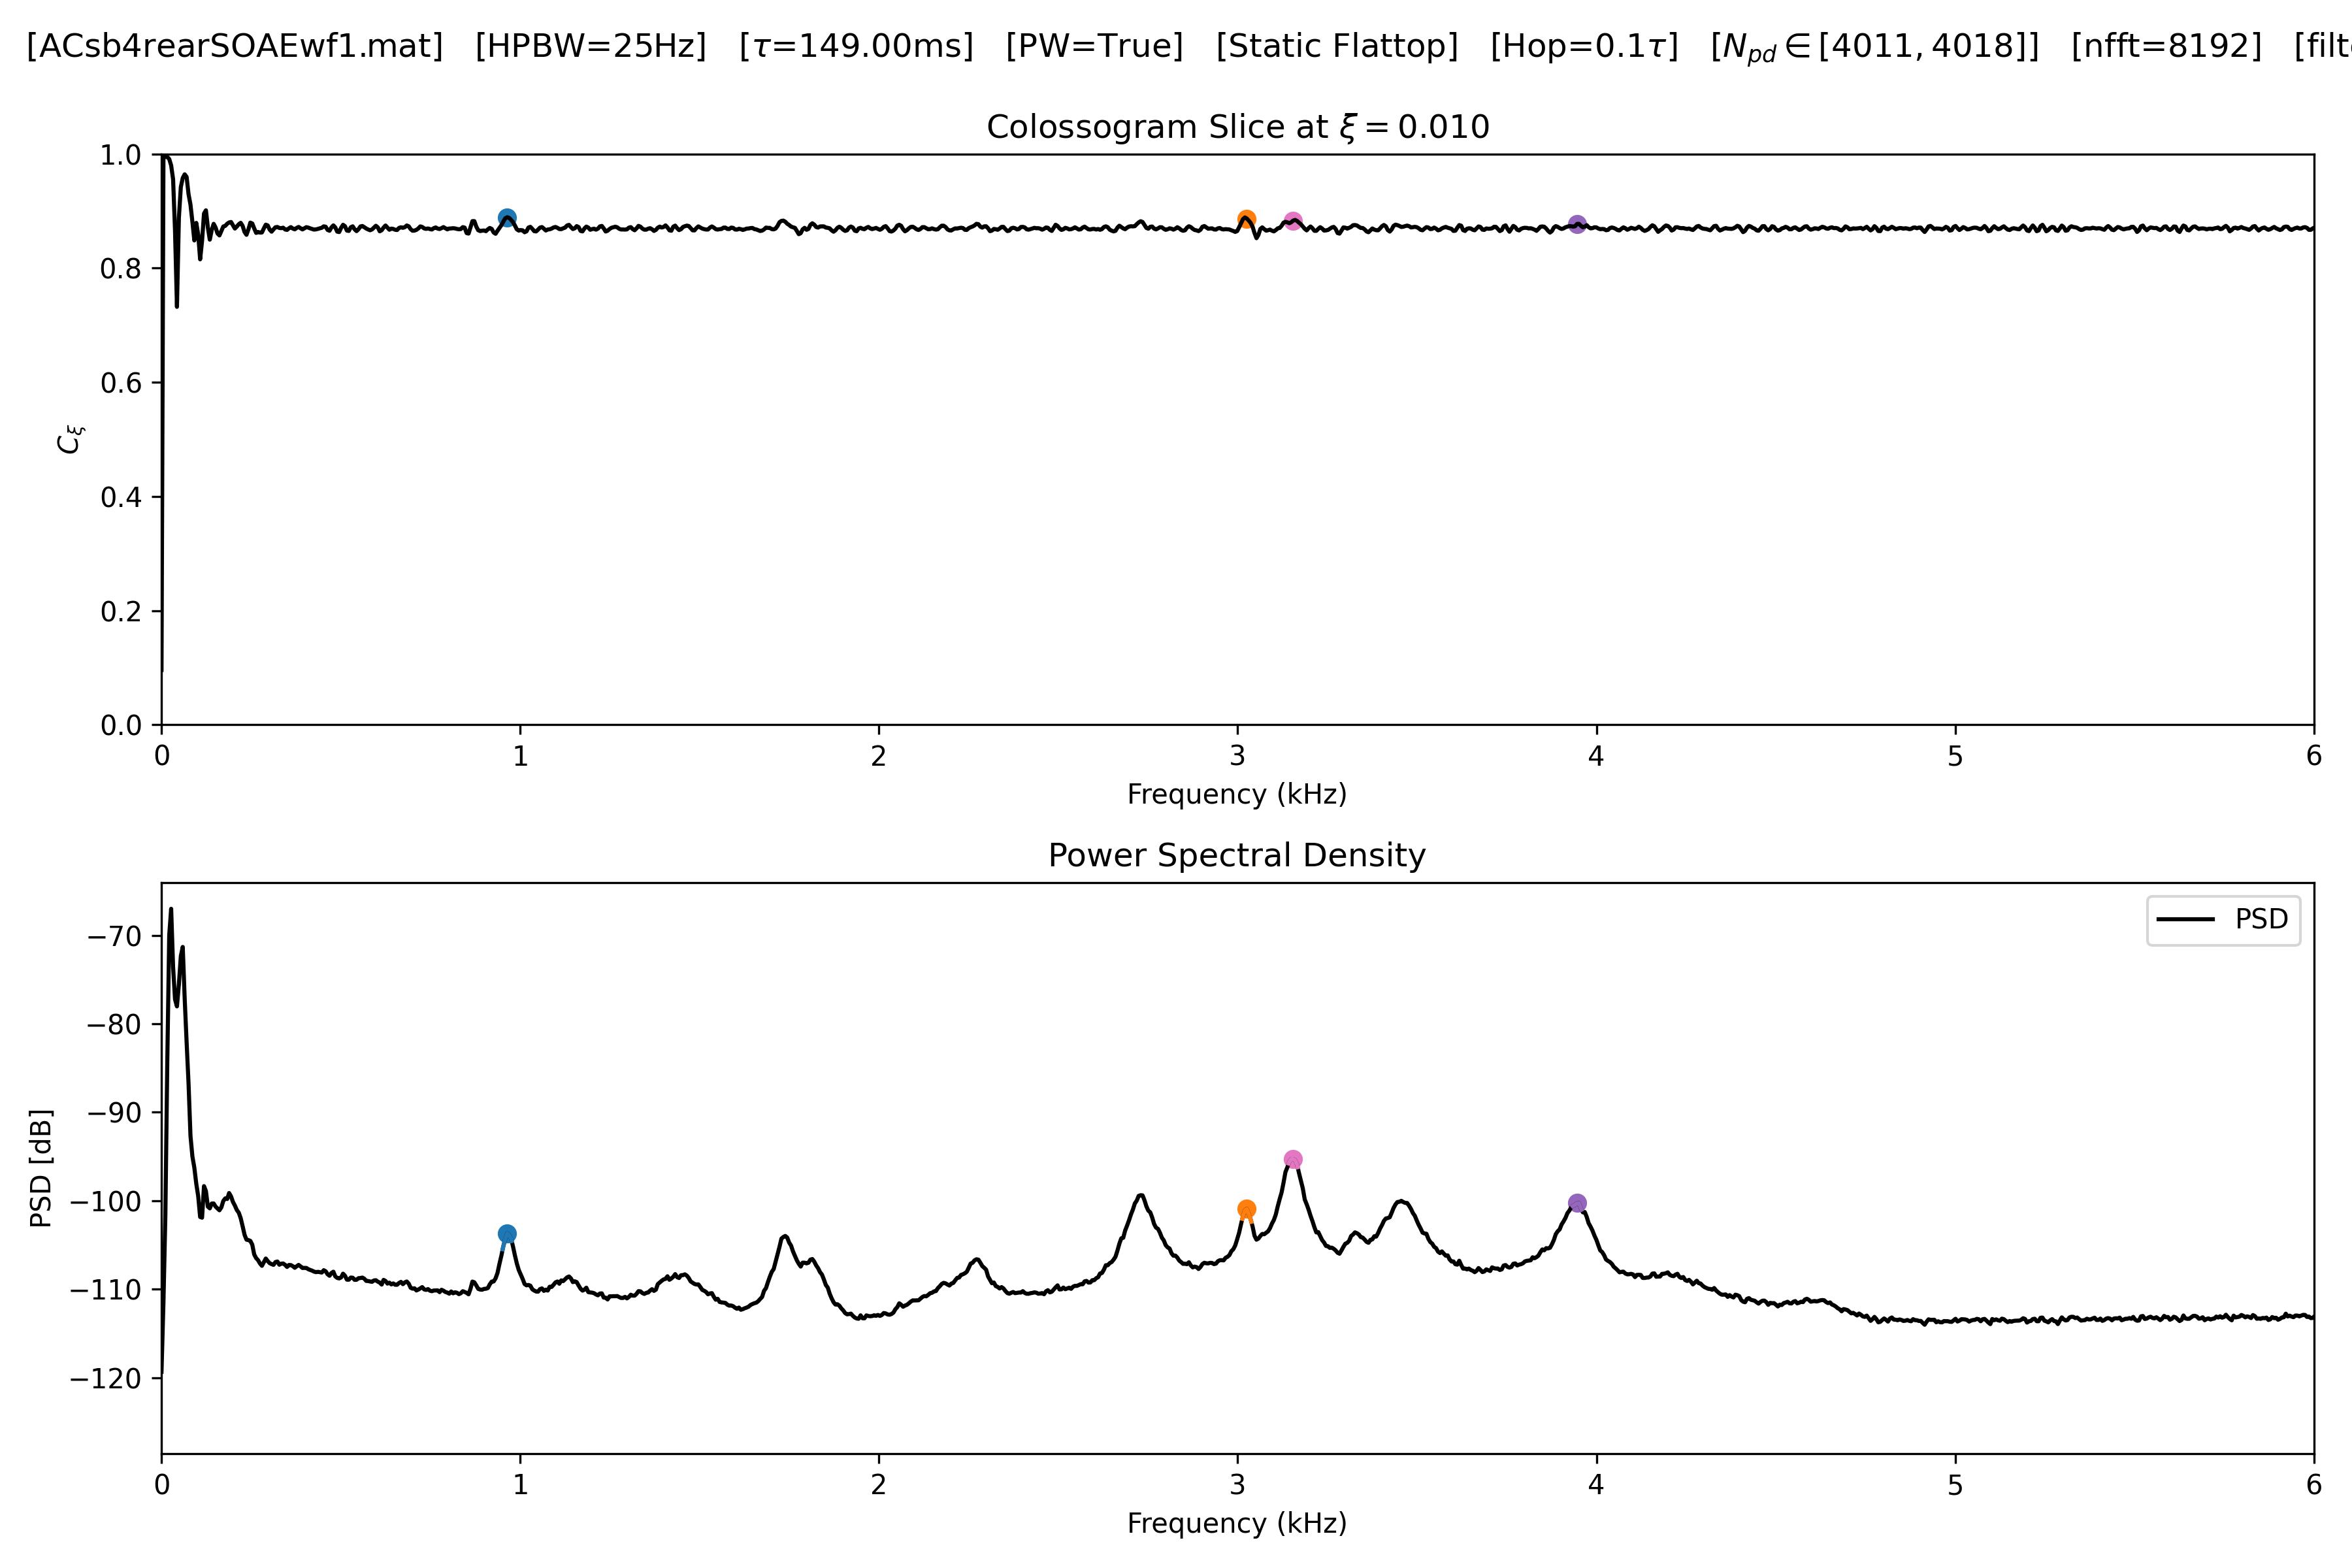 [ACsb4rearSOAEwf1.mat] [HPBW=25Hz] [τ=149.00ms] [PW=True] [Static Flattop] [Hop=0.1τ] [N_pd ∈ [4011, 4018]] [nfft=8192]
Colossogram Slice at ξ = 0.010
1.0
0.8
0.6
0.4
0.2
0.0
C_ξ
0 1 2 3 4 5 6
Frequency (kHz)
Power Spectral Density
PSD
−70
−80
−90
−100
−110
−120
PSD [dB]
0 1 2 3 4 5 6
Frequency (kHz)